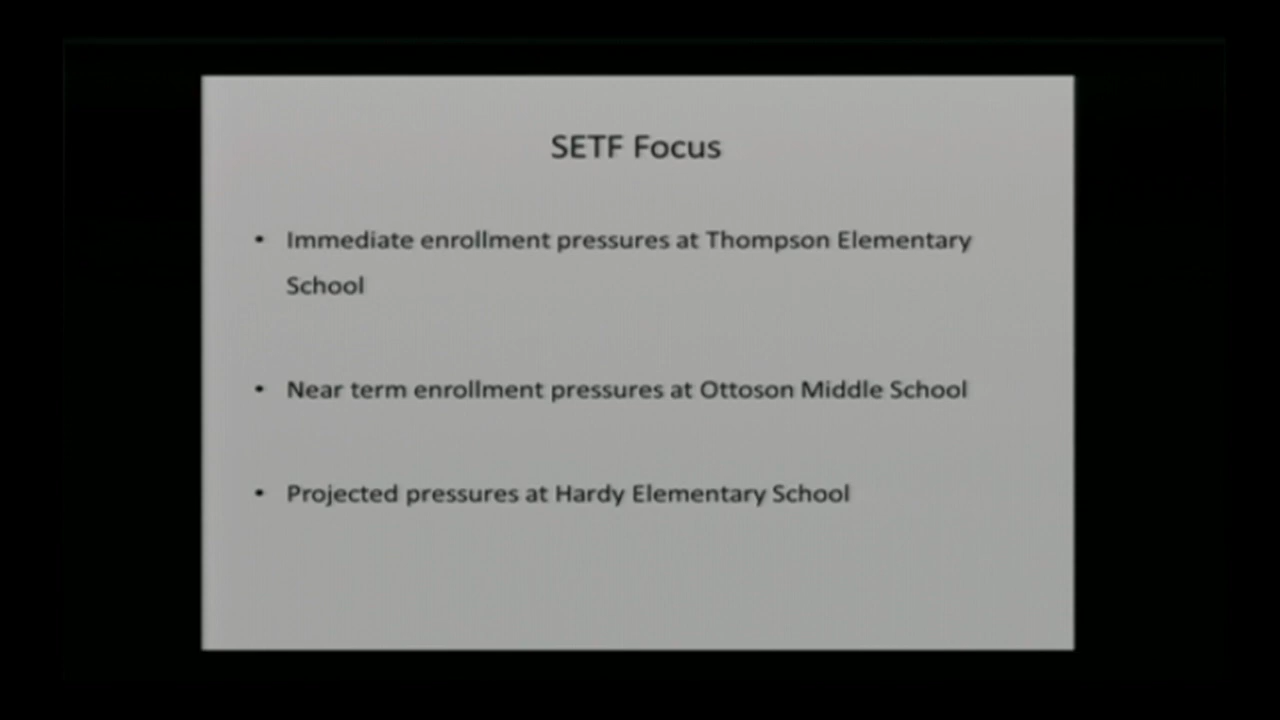 SETF Focus
• Immediate enrollment pressures at Thompson Elementary
School
• Near term enrollment pressures at Ottoson Middle School
• Projected pressures at Hardy Elementary School